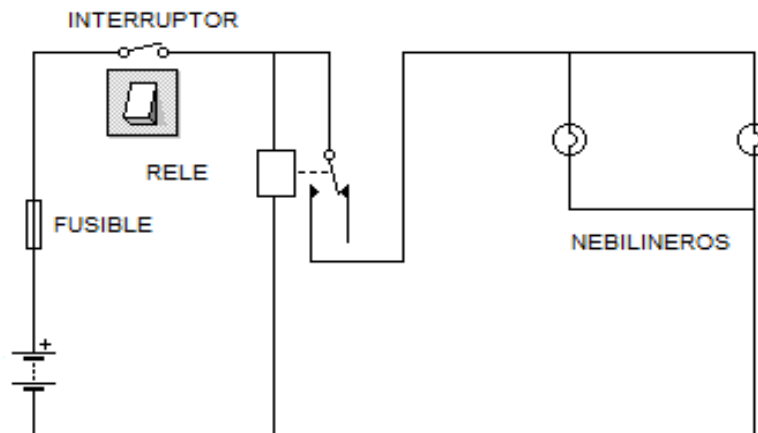 INTERRUPTOR
RELE
FUSIBLE
NEBILINEROS
+